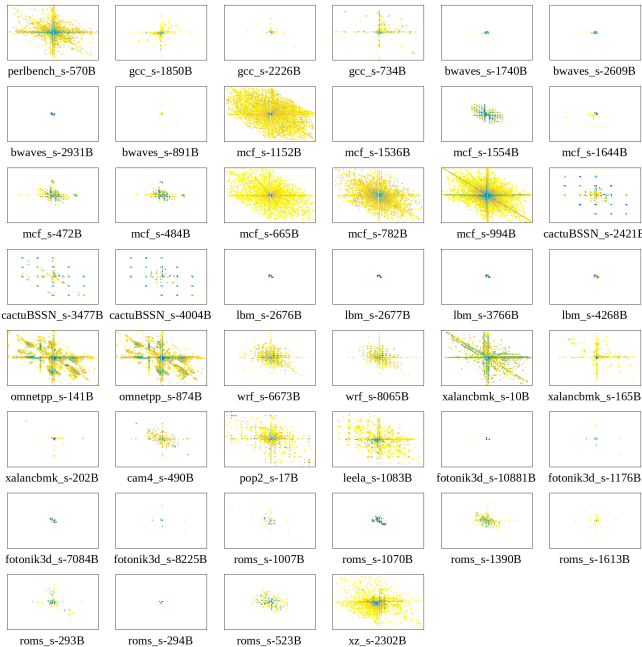 perlbench_s-570B gcc_s-1850B gcc_s-2226B gcc_s-734B bwaves_s-1740B bwaves_s-2609B
bwaves_s-2931B bwaves_s-891B mcf_s-1152B mcf_s-1536B mcf_s-1554B mcf_s-1644B
mcf_s-472B mcf_s-484B mcf_s-665B mcf_s-782B mcf_s-994B cactuBSSN_s-2421B
cactuBSSN_s-3477B cactuBSSN_s-4004B lbm_s-2676B lbm_s-2677B lbm_s-3766B lbm_s-4268B
omnetpp_s-141B omnetpp_s-874B wrf_s-6673B wrf_s-8065B xalancbmk_s-10B xalancbmk_s-165B
xalancbmk_s-202B cam4_s-490B pop2_s-17B leela_s-1083B fotonik3d_s-10881B fotonik3d_s-1176B
fotonik3d_s-7084B fotonik3d_s-8225B roms_s-1007B roms_s-1070B roms_s-1390B roms_s-1613B
roms_s-293B roms_s-294B roms_s-523B xz_s-2302B